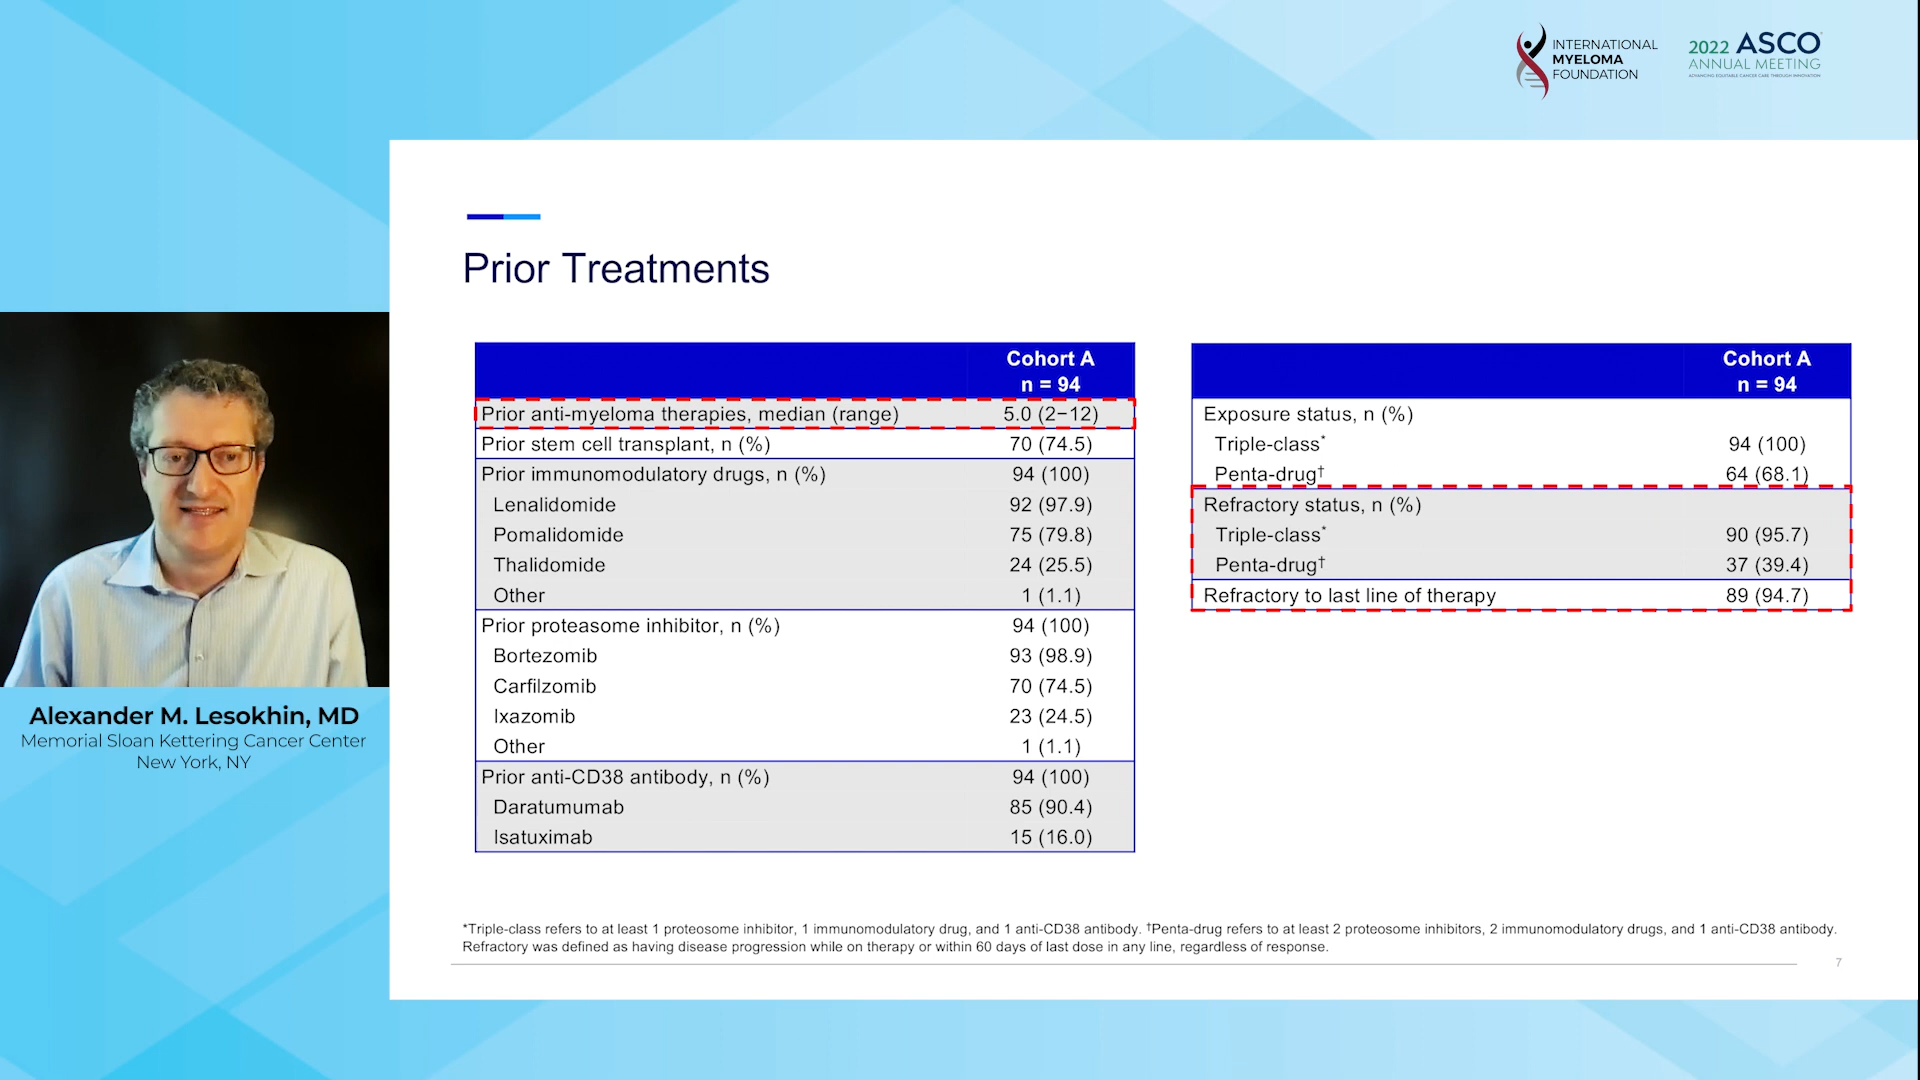 INTERNATIONAL
MYELOMA
FOUNDATION
2022 ASCO
ANNUAL MEETING
ADVANCING EQUITABLE CANCER CARE THROUGH INNOVATION
Prior Treatments
Cohort A
n = 94
Prior anti-myeloma therapies, median (range) 5.0 (2−12)
Prior stem cell transplant, n (%) 70 (74.5)
Prior immunomodulatory drugs, n (%) 94 (100)
Lenalidomide 92 (97.9)
Pomalidomide 75 (79.8)
Thalidomide 24 (25.5)
Other 1 (1.1)
Prior proteasome inhibitor, n (%) 94 (100)
Bortezomib 93 (98.9)
Carfilzomib 70 (74.5)
Ixazomib 23 (24.5)
Other 1 (1.1)
Prior anti-CD38 antibody, n (%) 94 (100)
Daratumumab 85 (90.4)
Isatuximab 15 (16.0)
Cohort A
n = 94
Exposure status, n (%)
Triple-class* 94 (100)
Penta-drug† 64 (68.1)
Refractory status, n (%)
Triple-class* 90 (95.7)
Penta-drug† 37 (39.4)
Refractory to last line of therapy 89 (94.7)
Alexander M. Lesokhin, MD
Memorial Sloan Kettering Cancer Center
New York, NY
*Triple-class refers to at least 1 proteosome inhibitor, 1 immunomodulatory drug, and 1 anti-CD38 antibody. †Penta-drug refers to at least 2 proteosome inhibitors, 2 immunomodulatory drugs, and 1 anti-CD38 antibody.
Refractory was defined as having disease progression while on therapy or within 60 days of last dose in any line, regardless of response.
7